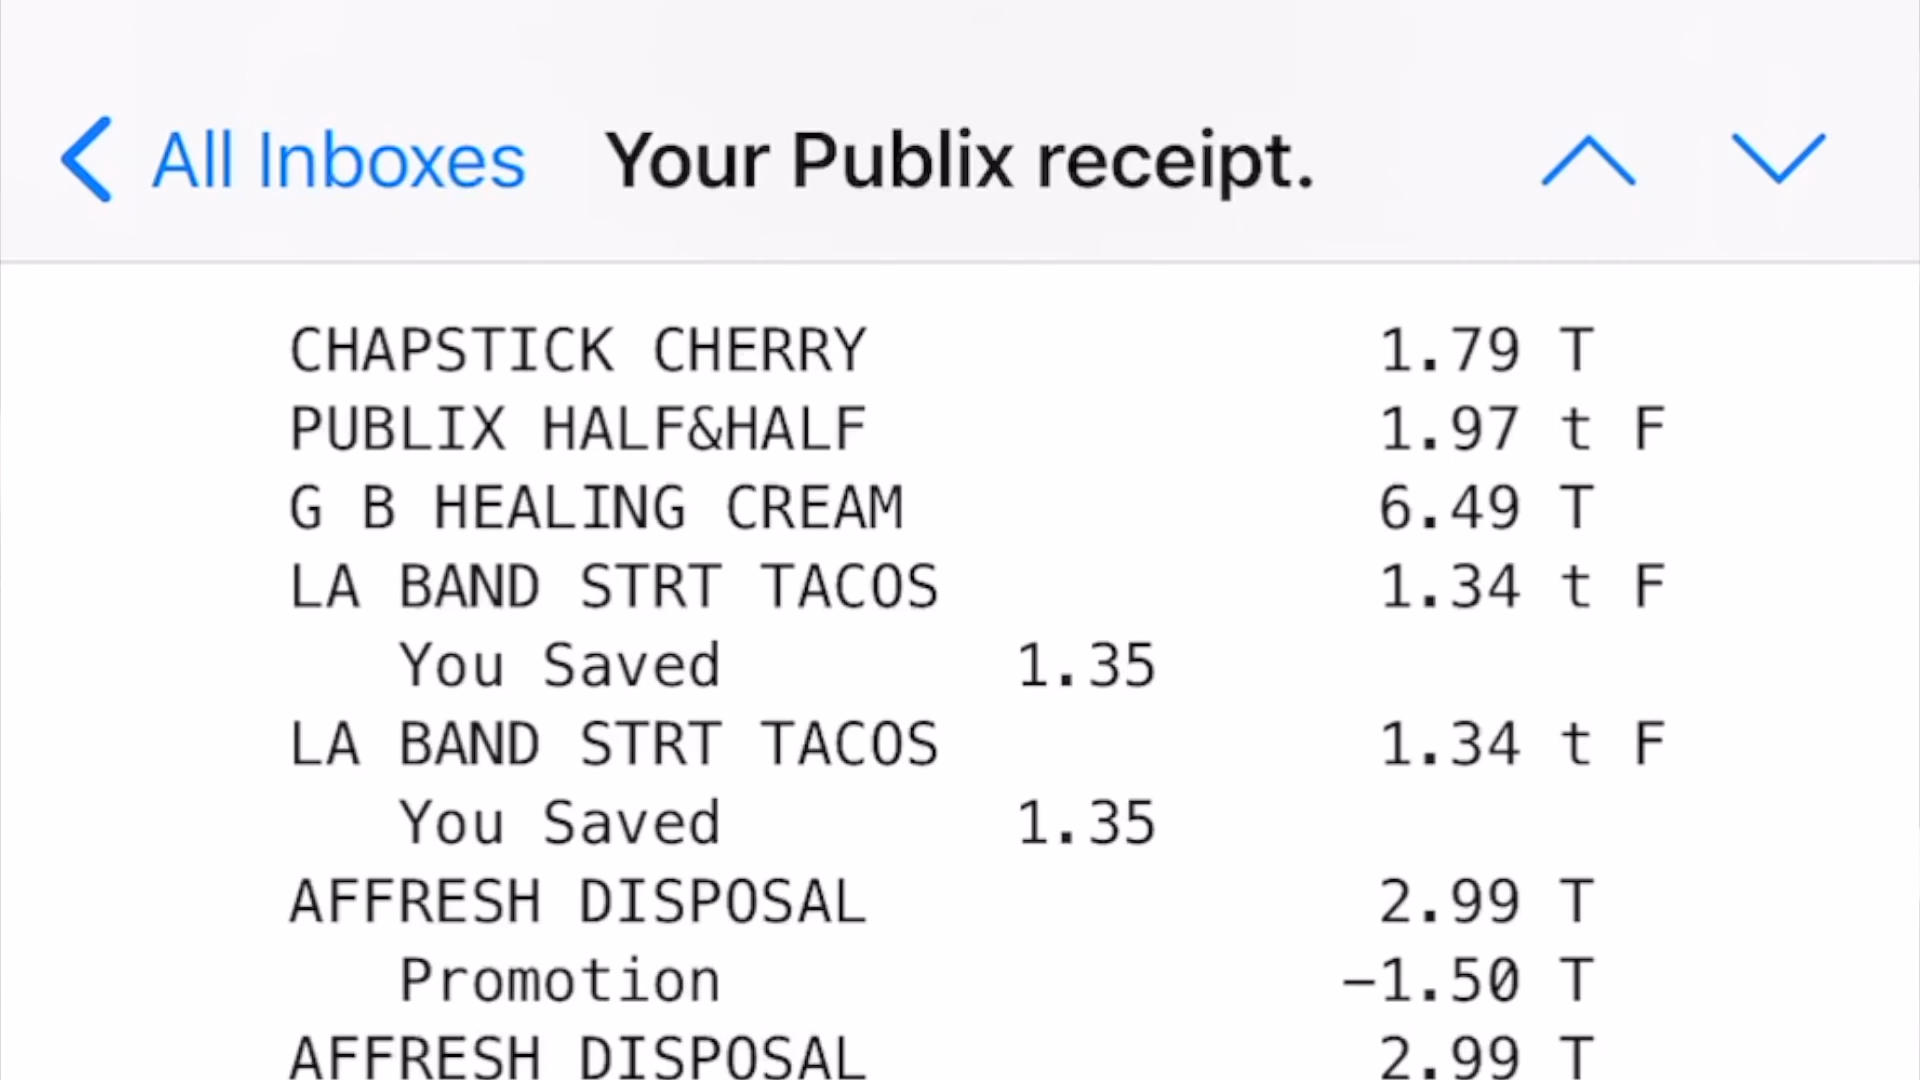 All Inboxes Your Publix receipt.
CHAPSTICK CHERRY 1.79 T
PUBLIX HALF&HALF 1.97 t F
G B HEALING CREAM 6.49 T
LA BAND STRT TACOS 1.34 t F
You Saved 1.35
LA BAND STRT TACOS 1.34 t F
You Saved 1.35
AFFRESH DISPOSAL 2.99 T
Promotion -1.50 T
AFFRESH DISPOSAL 2.99 T